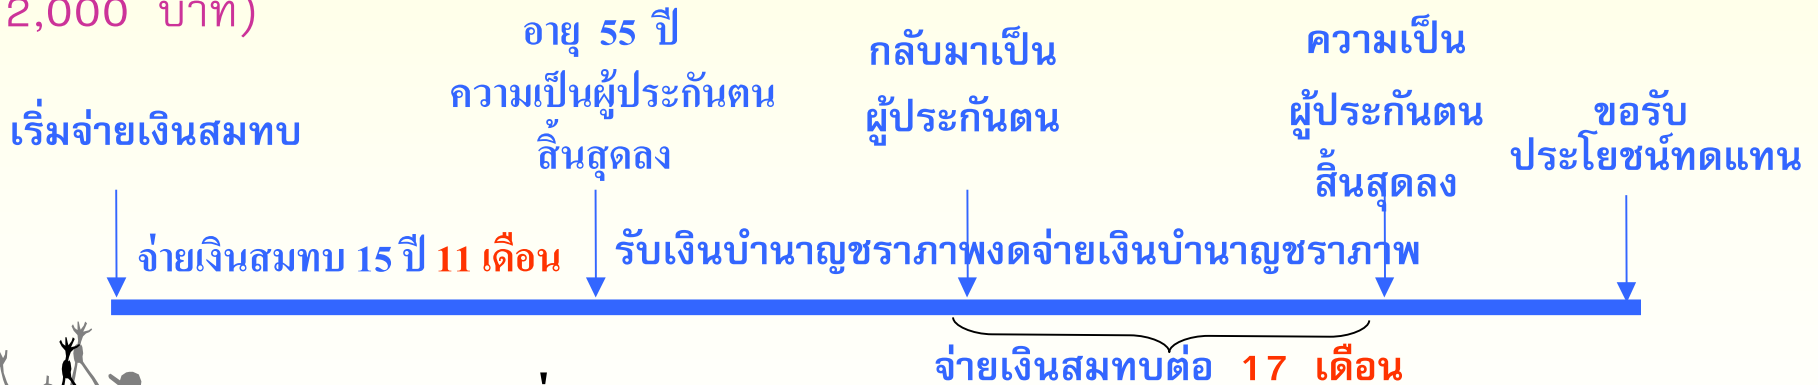 2,000 บาท)
เริ่มจ่ายเงินสมทบ
อายุ 55 ปี
ความเป็นผู้ประกันตน
สิ้นสุดลง
กลับมาเป็น
ผู้ประกันตน
ความเป็น
ผู้ประกันตน
สิ้นสุดลง
ขอรับ
ประโยชน์ทดแทน
จ่ายเงินสมทบ 15 ปี 11 เดือน
รับเงินบำนาญชราภาพงดจ่ายเงินบำนาญชราภาพ
จ่ายเงินสมทบต่อ 17 เดือน